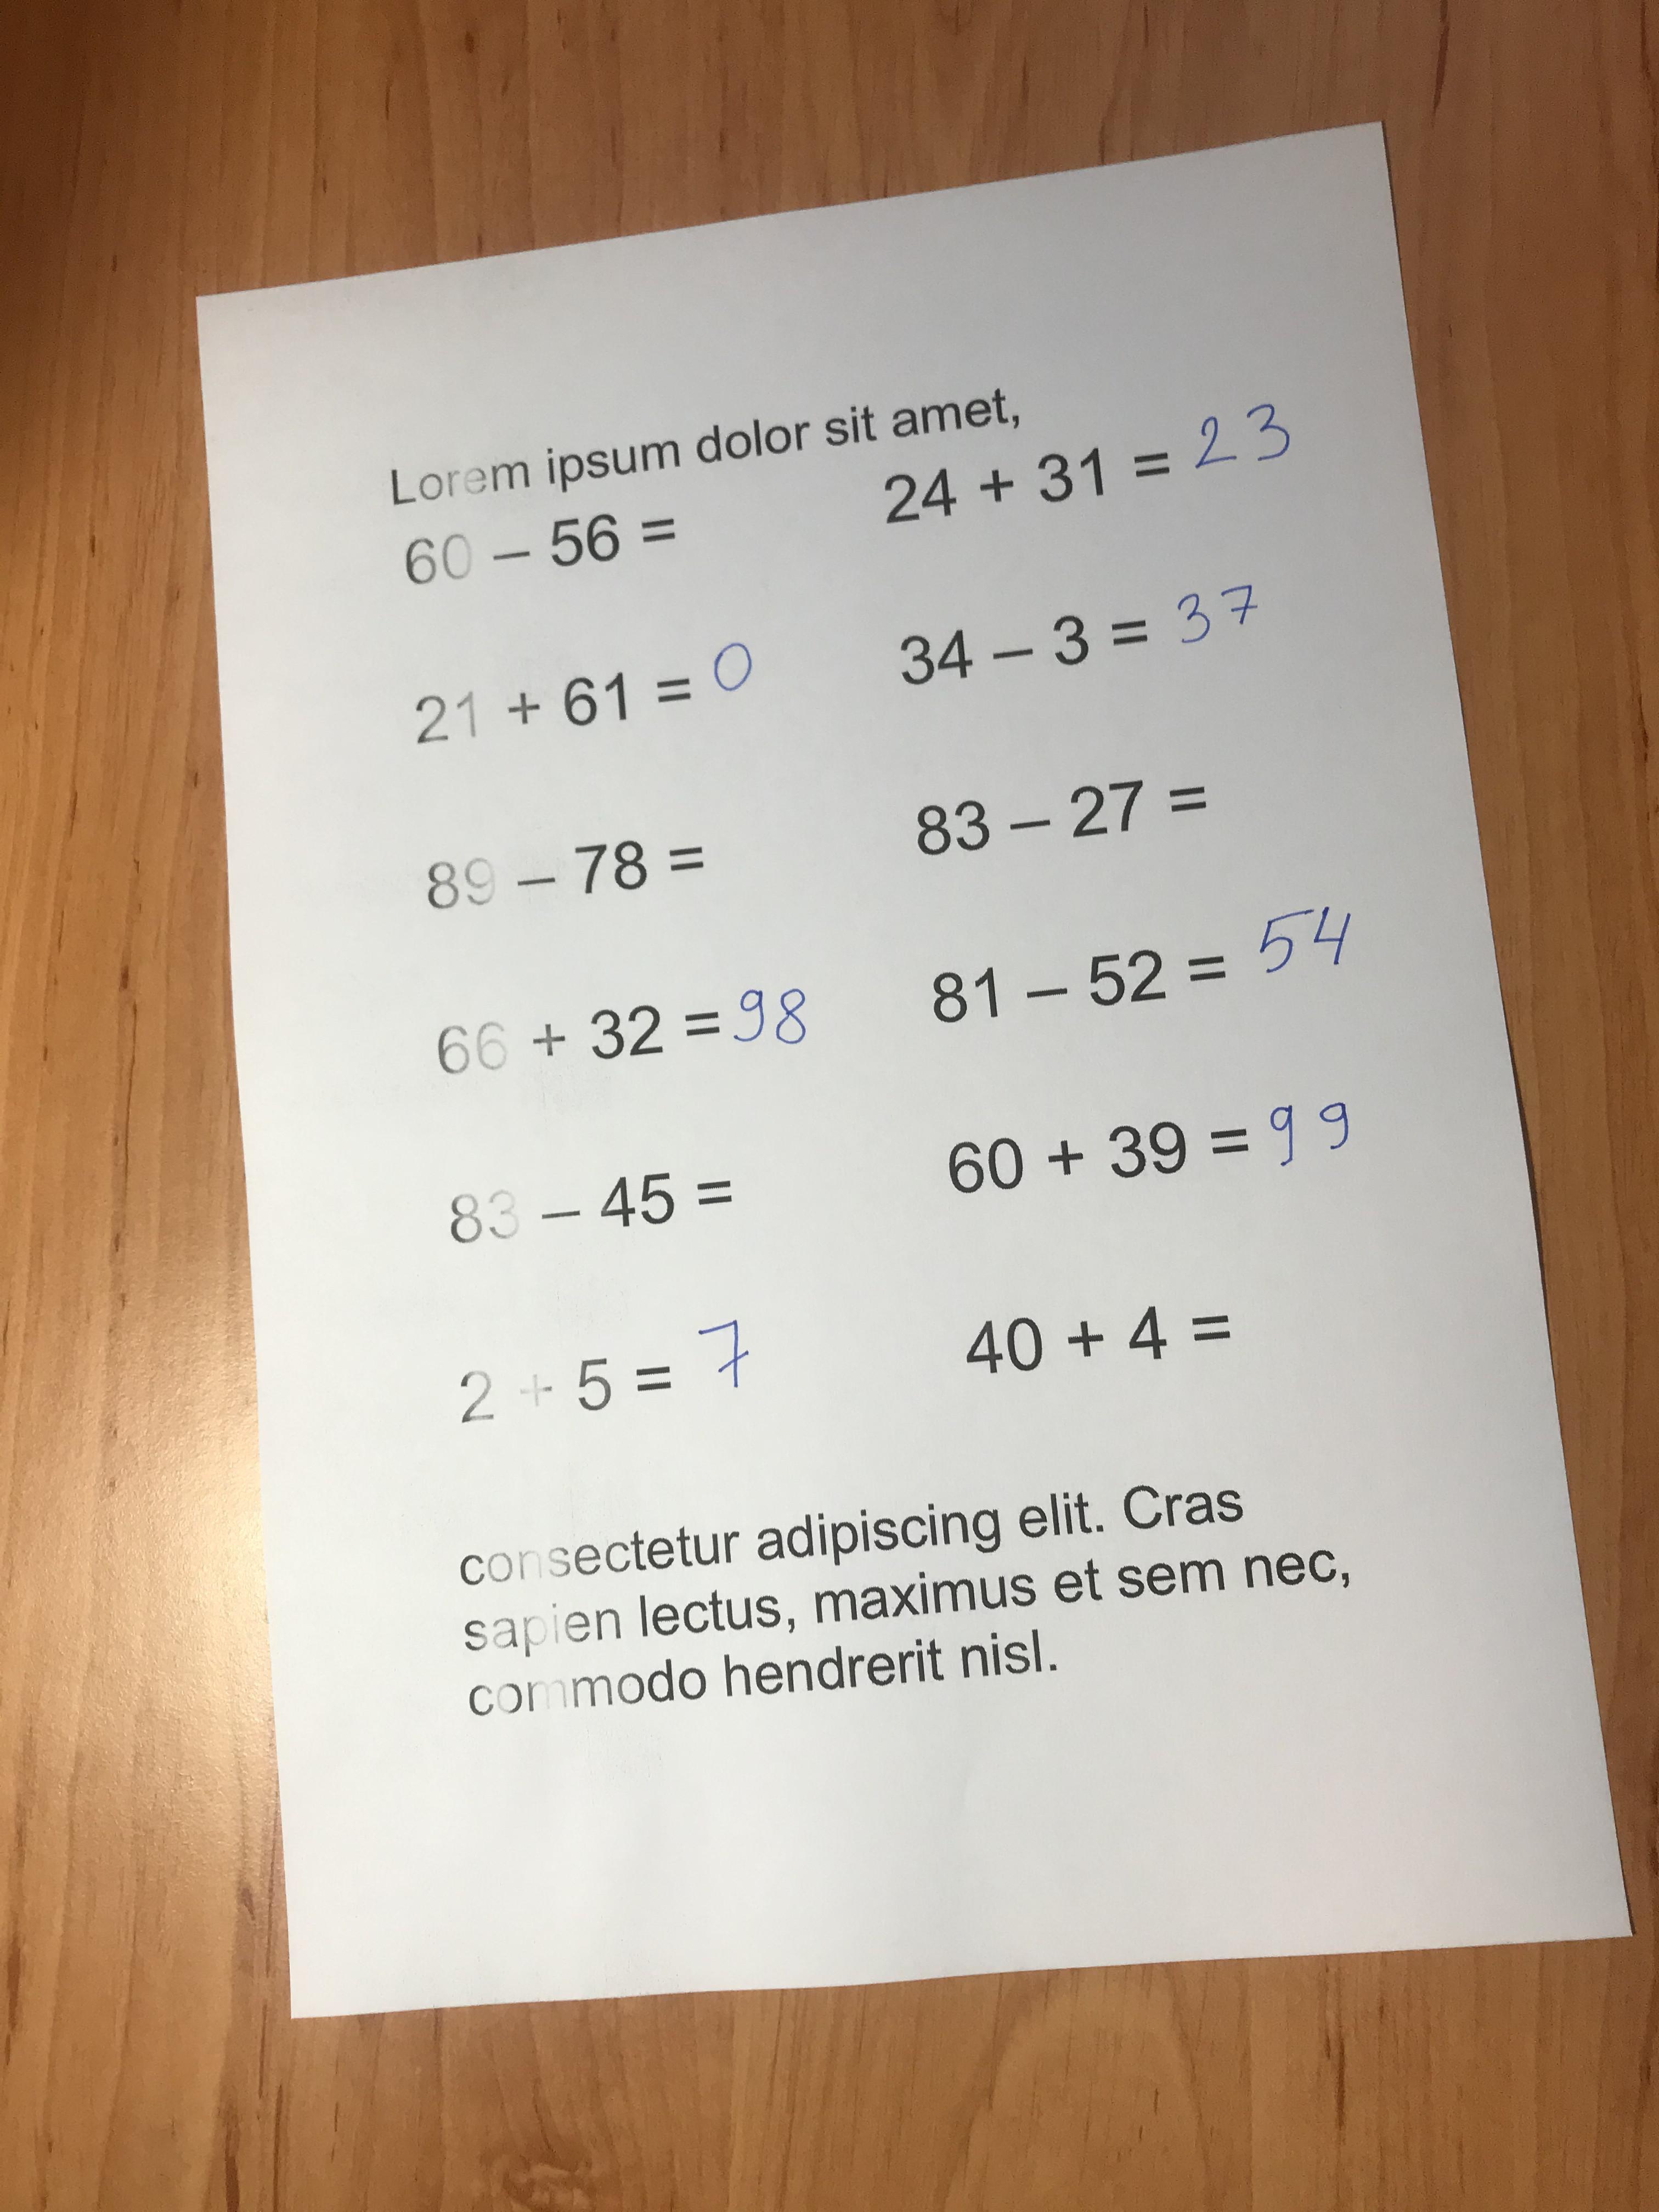 Lorem ipsum dolor sit amet,
60 – 56 =
24 + 31 = 23
21 + 61 = 0
34 – 3 = 37
89 – 78 =
83 – 27 =
66 + 32 = 98
81 – 52 = 54
83 – 45 =
60 + 39 = 99
2 + 5 = 7
40 + 4 =
consectetur adipiscing elit. Cras
sapien lectus, maximus et sem nec,
commodo hendrerit nisl.